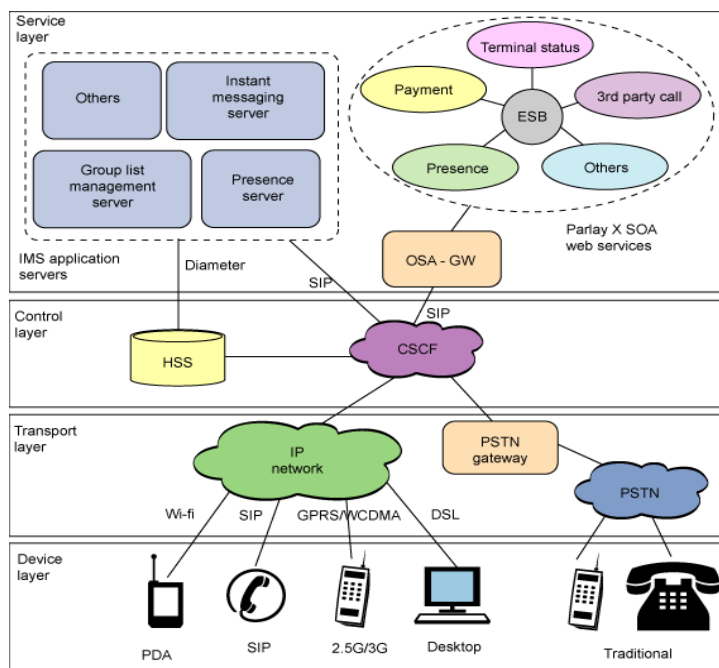 Service
layer
Others
Instant
messaging
server
Group list
management
server
Presence
server
IMS application
servers
Terminal status
Payment
3rd party call
ESB
Presence
Others
Parlay X SOA
web services
OSA - GW
Diameter
SIP
SIP
Control
layer
HSS
CSCF
Transport
layer
IP
network
PSTN
gateway
PSTN
Wi-fi
SIP
GPRS/WCDMA
DSL
Device
layer
PDA
SIP
2.5G/3G
Desktop
Traditional